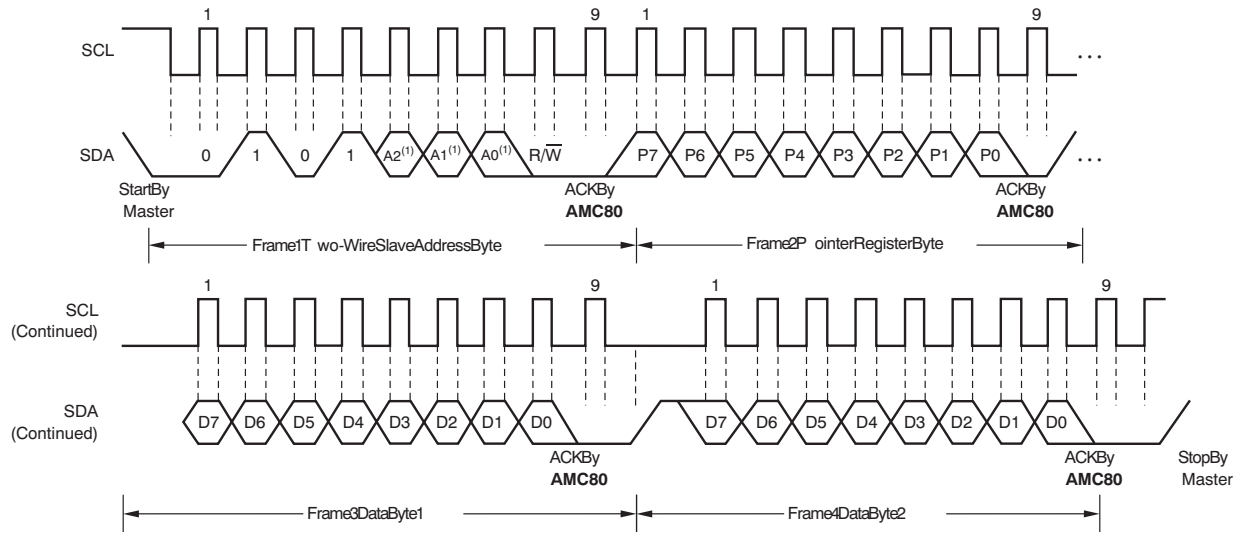 1 9 1 9
SCL ...
SDA 0 1 0 1 A2(1) A1(1) A0(1) R/W P7 P6 P5 P4 P3 P2 P1 P0 ...
StartBy
Master
ACKBy
AMC80
ACKBy
AMC80
Frame1T wo-WireSlaveAddressByte
Frame2P ointerRegisterByte
1 9 1 9
SCL
(Continued)
SDA
(Continued)
D7 D6 D5 D4 D3 D2 D1 D0 D7 D6 D5 D4 D3 D2 D1 D0
ACKBy
AMC80
ACKBy
AMC80
StopBy
Master
Frame3DataByte1
Frame4DataByte2